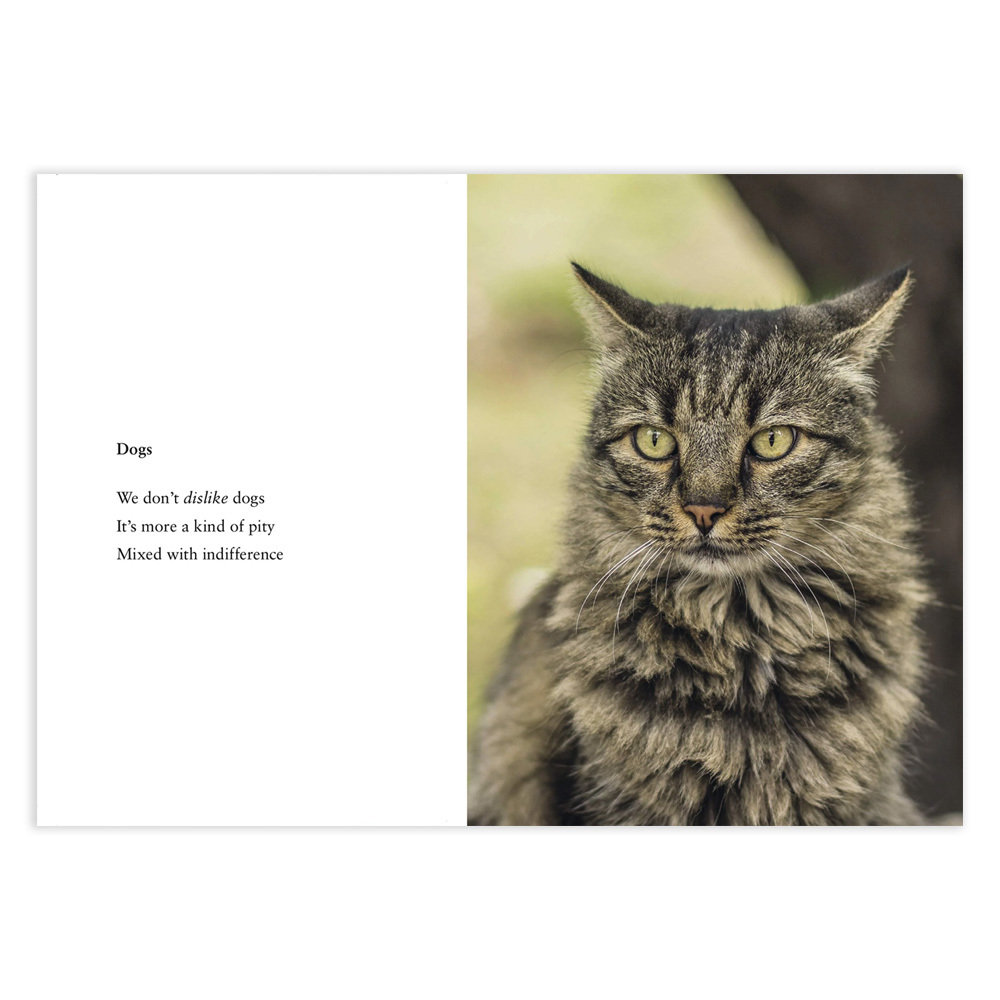 Dogs
We don’t dislike dogs
It’s more a kind of pity
Mixed with indifference